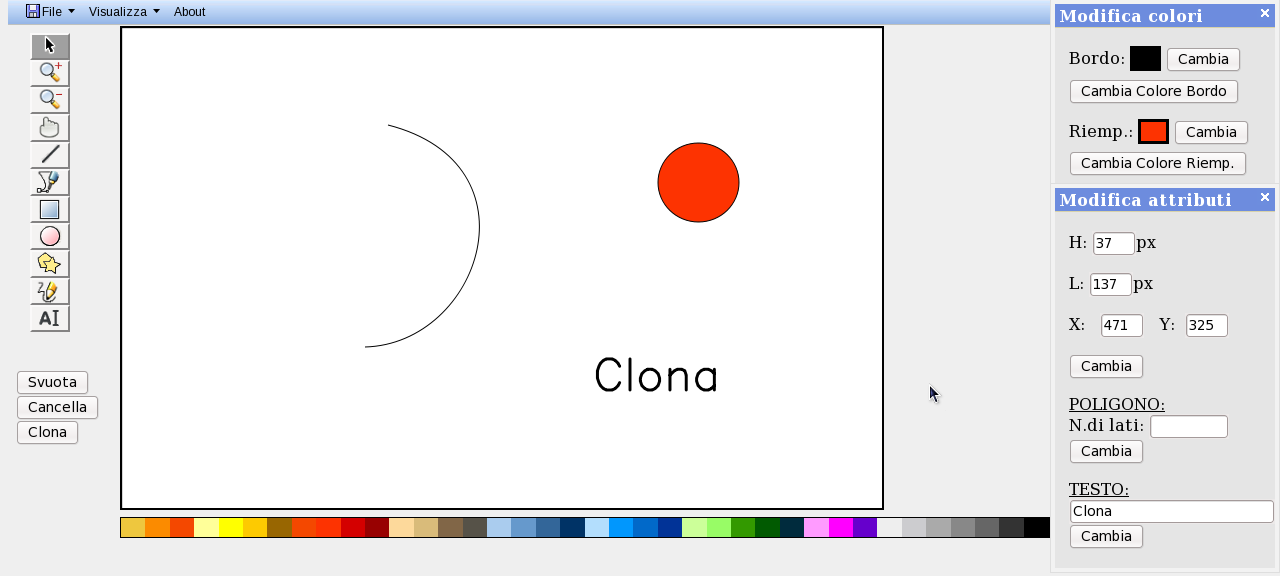 File Visualizza About
AI
Svuota
Cancella
Clona
Clona
Modifica colori ×
Bordo: Cambia
Cambia Colore Bordo
Riemp.: Cambia
Cambia Colore Riemp.
Modifica attributi ×
H: 37 px
L: 137 px
X: 471 Y: 325
Cambia
POLIGONO:
N.di lati:
Cambia
TESTO:
Clona
Cambia